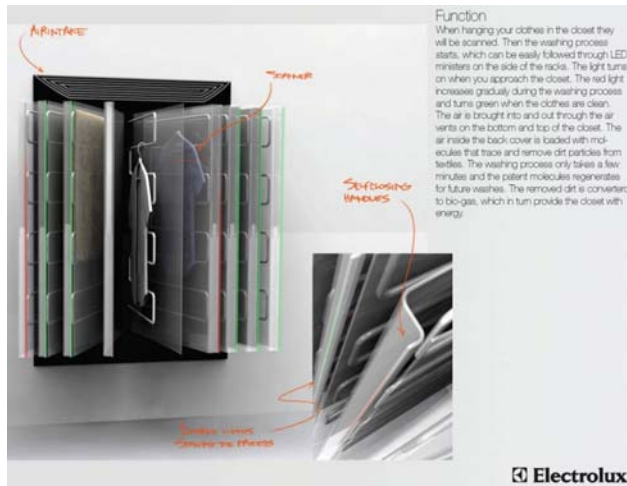 Function
When hanging your clothes in the closet they
will be scanned. Then the washing process
starts, which can be easily followed through LED
ministers on the side of the racks. The light turns
on when you approach the closet. The red light
increases gradualy during the washing process
and turns green when the clothes are clean.
The air is brought into and out through the air
vents on the bottom and top of the closet. The
air inside the back cover is loaded with mol-
ecules that trace and remove dirt particles from
textiles. The washing process only takes a few
minutes and the patent molecules regenerates
for future washes. The removed dirt is converterd
to bio-gas, which in turn provide the closet with
energy.
AIRINTAKE
SCANNER
SELFCLOSING
HANDLES
PROCESS
Electrolux